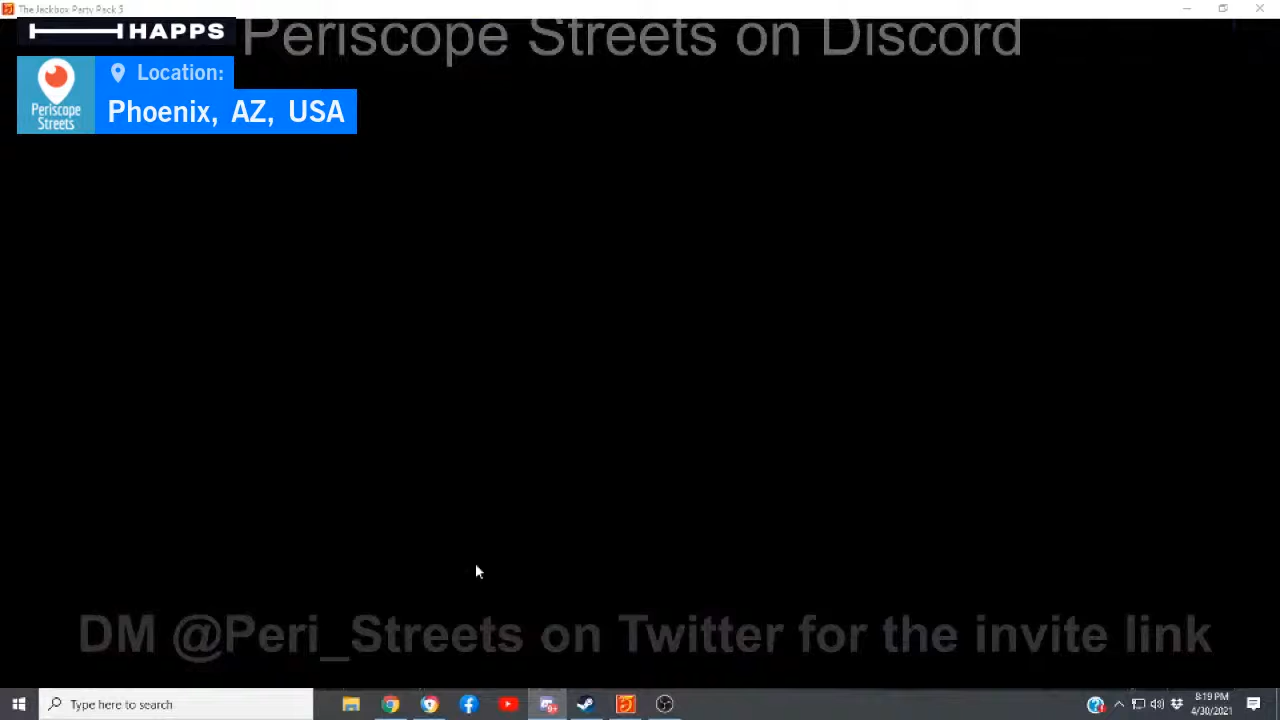 The Jackbox Party Pack 3
HAPPS
Periscope Streets on Discord
Location:
Periscope
Streets
Phoenix, AZ, USA
DM @Peri_Streets on Twitter for the invite link
Type here to search
9+
8:19 PM
4/30/2021